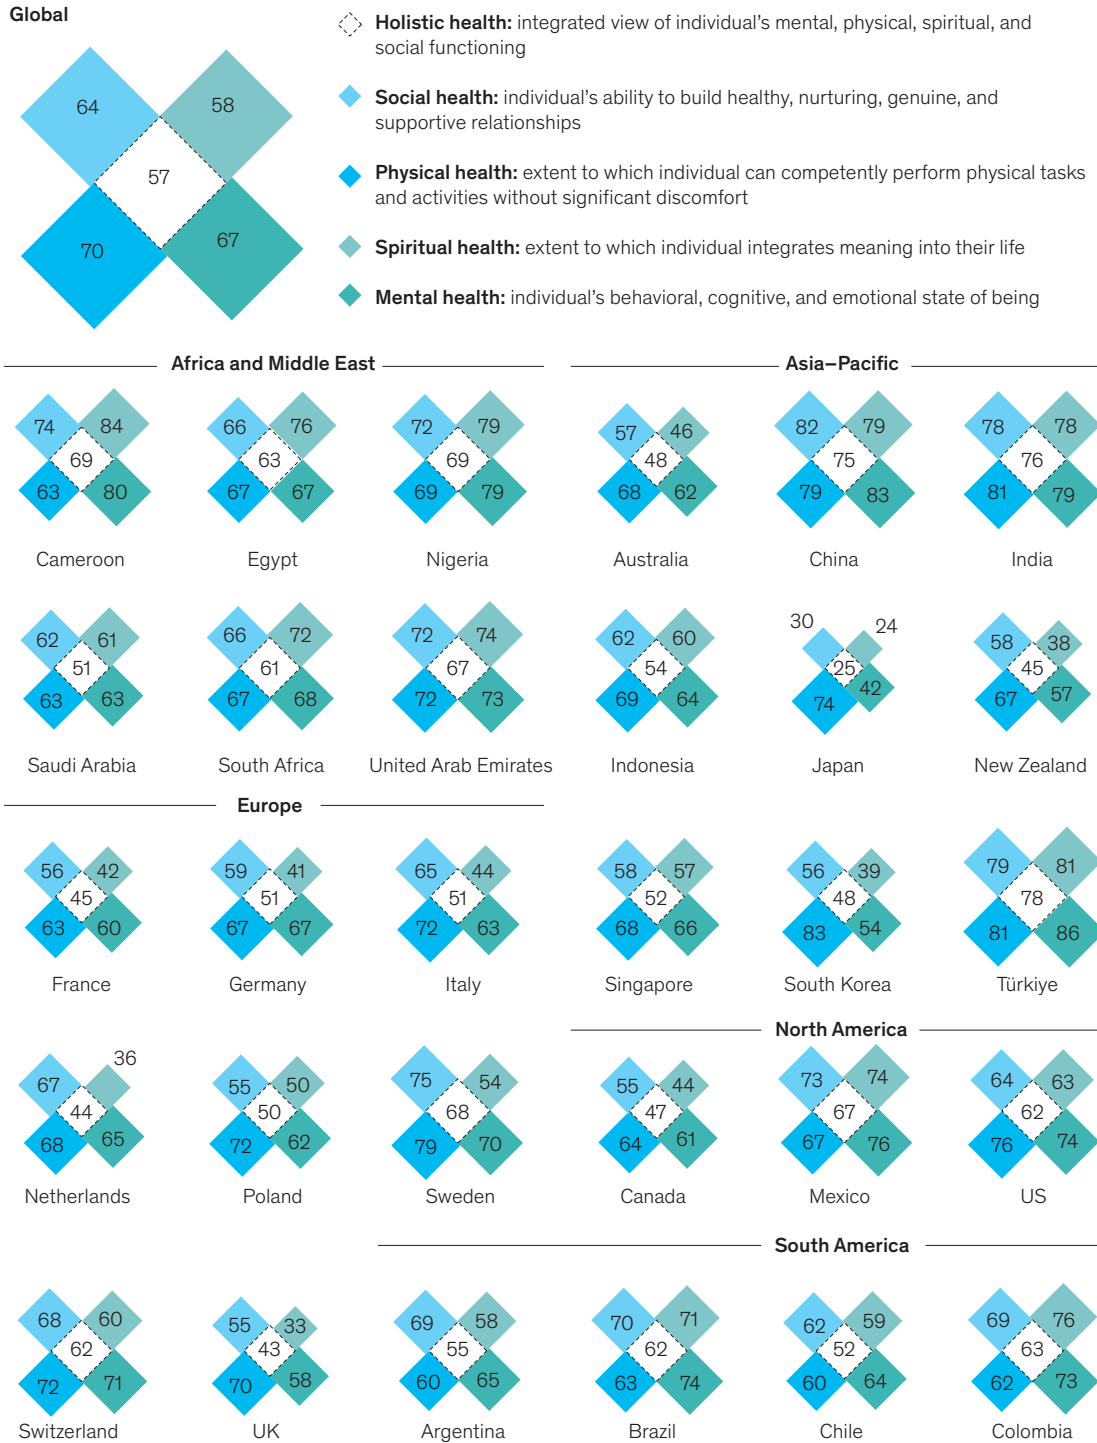 Global
Holistic health: integrated view of individual's mental, physical, spiritual, and
social functioning
64
58
57
70
67
Social health: individual's ability to build healthy, nurturing, genuine, and
supportive relationships
Physical health: extent to which individual can competently perform physical tasks
and activities without significant discomfort
Spiritual health: extent to which individual integrates meaning into their life
Mental health: individual's behavioral, cognitive, and emotional state of being
Africa and Middle East
Asia–Pacific
74 84
69
63 80
Cameroon
66 76
63
67 67
Egypt
72 79
69
69 79
Nigeria
57 46
48
68 62
Australia
82 79
75
79 83
China
78 78
76
81 79
India
62 61
51
63 63
Saudi Arabia
66 72
61
67 68
South Africa
72 74
67
72 73
United Arab Emirates
62 60
54
69 64
Indonesia
30 24
25
74 42
Japan
58 38
45
67 57
New Zealand
Europe
56 42
45
63 60
France
59 41
51
67 67
Germany
65 44
51
72 63
Italy
58 57
52
68 66
Singapore
56 39
48
83 54
South Korea
79 81
78
81 86
Türkiye
North America
67 36
44
68 65
Netherlands
55 50
50
72 62
Poland
75 54
68
79 70
Sweden
55 44
47
64 61
Canada
73 74
67
67 76
Mexico
64 63
62
76 74
US
South America
68 60
62
72 71
Switzerland
55 33
43
70 58
UK
69 58
55
60 65
Argentina
70 71
62
63 74
Brazil
62 59
52
60 64
Chile
69 76
63
62 73
Colombia